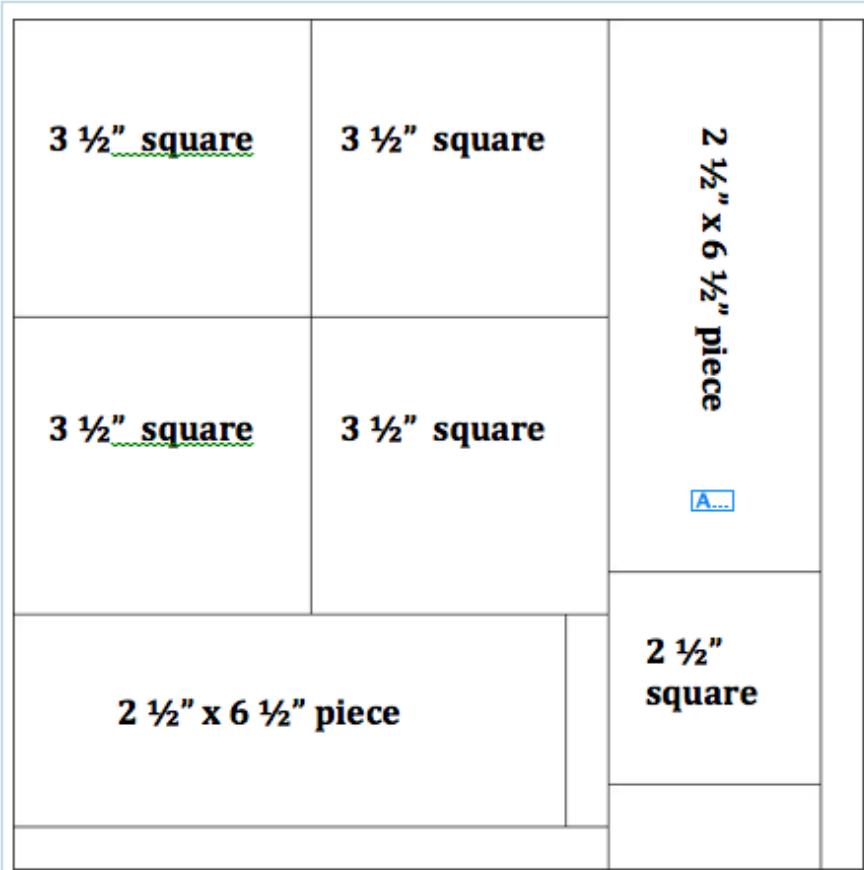 3 ½” square
3 ½” square
2 ½” x 6 ½” piece
3 ½” square
3 ½” square
A...
2 ½”
square
2 ½” x 6 ½” piece